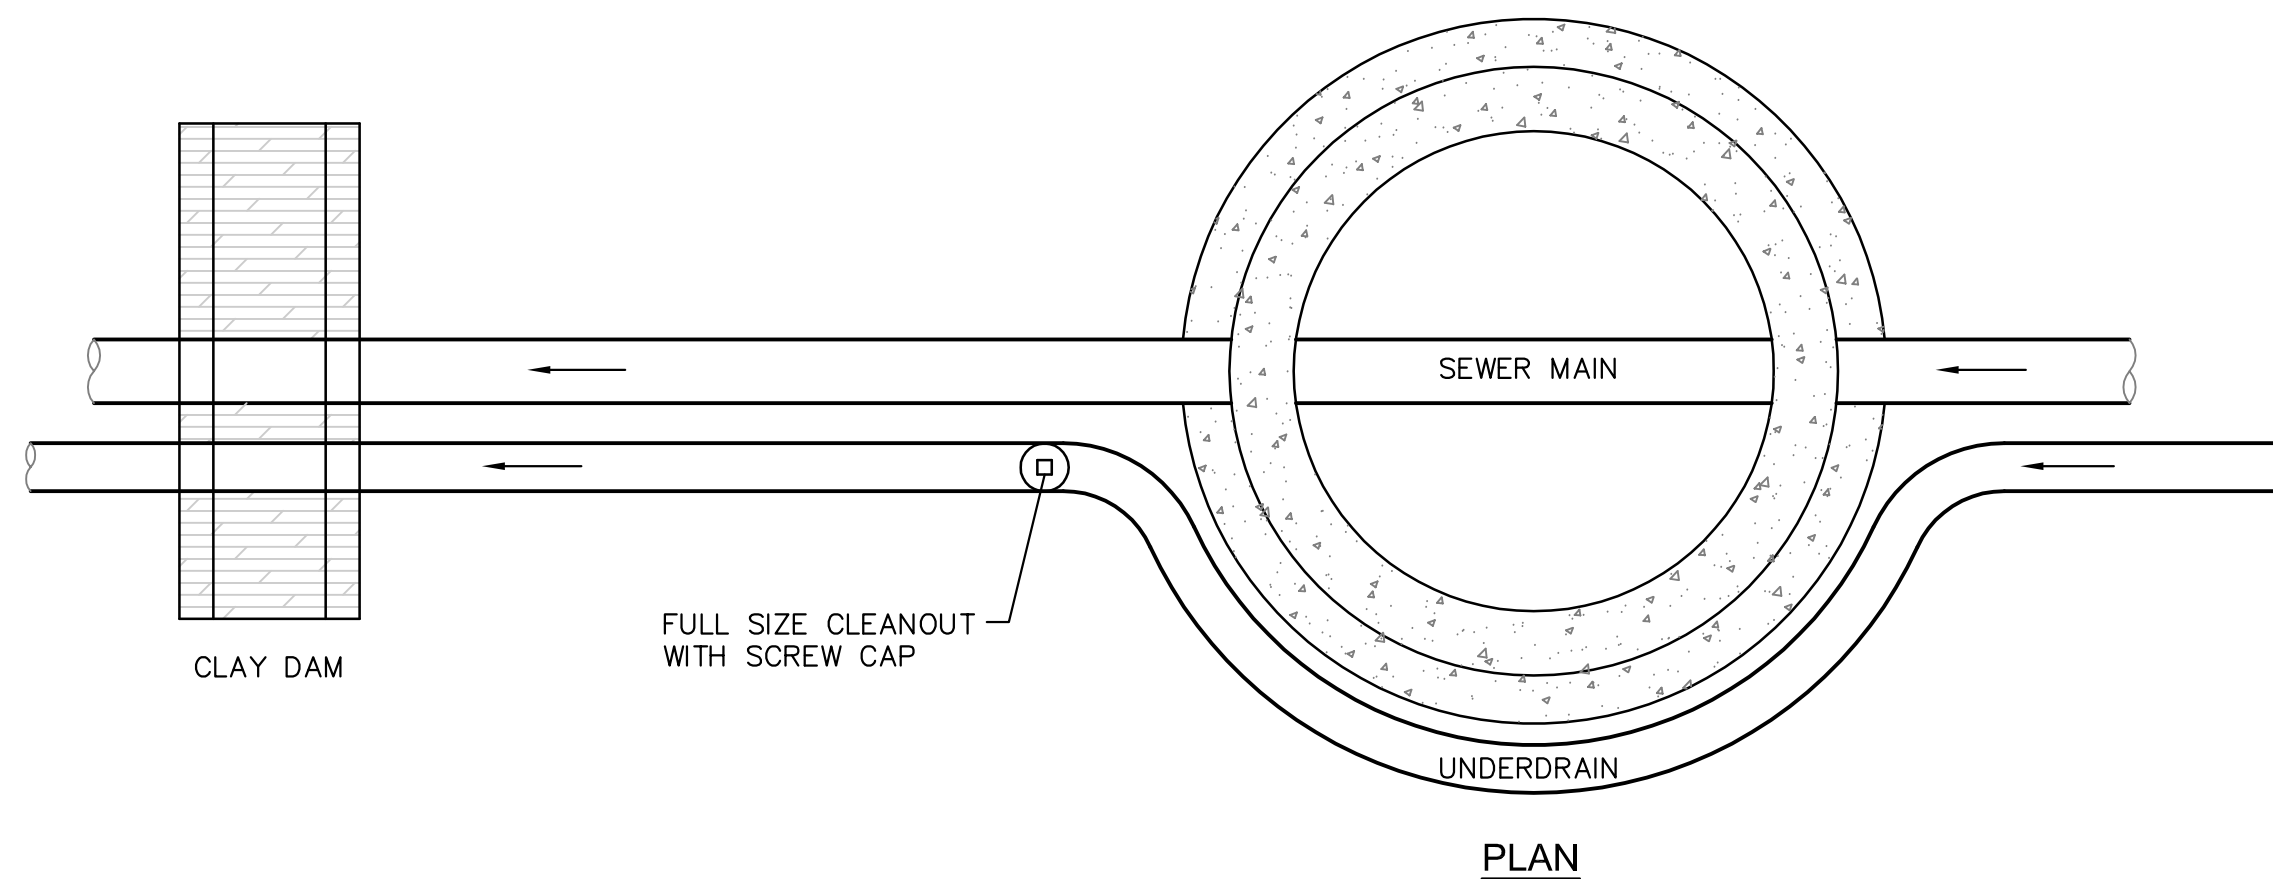 SEWER MAIN
FULL SIZE CLEANOUT
WITH SCREW CAP
CLAY DAM
UNDERDRAIN
PLAN